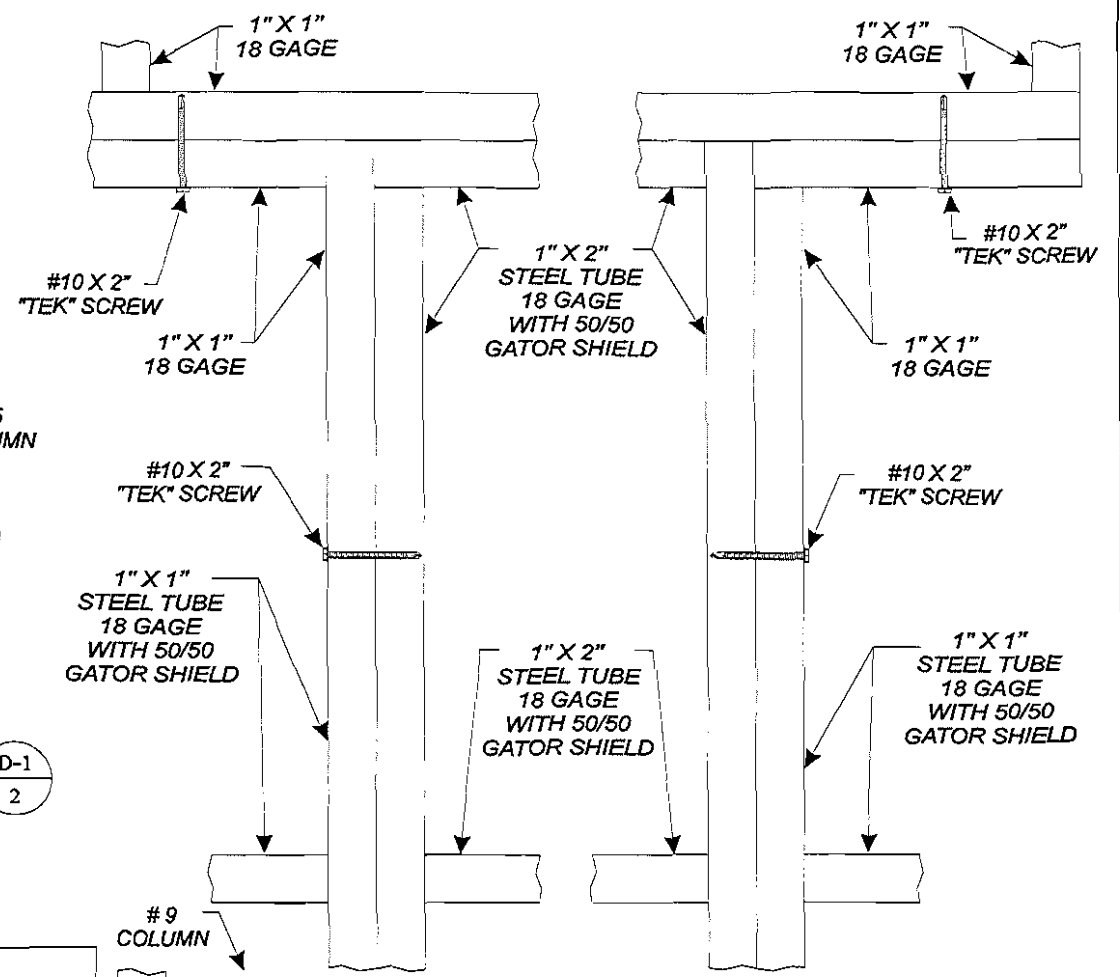 1" X 1"
18 GAGE
1" X 1"
18 GAGE
#10 X 2"
"TEK" SCREW
1" X 2"
STEEL TUBE
18 GAGE
WITH 50/50
GATOR SHIELD
#10 X 2"
"TEK" SCREW
1" X 1"
18 GAGE
1" X 1"
18 GAGE
#10 X 2"
"TEK" SCREW
#10 X 2"
"TEK" SCREW
1" X 1"
STEEL TUBE
18 GAGE
WITH 50/50
GATOR SHIELD
1" X 2"
STEEL TUBE
18 GAGE
WITH 50/50
GATOR SHIELD
1" X 1"
STEEL TUBE
18 GAGE
WITH 50/50
GATOR SHIELD
D-1
2
# 9
COLUMN